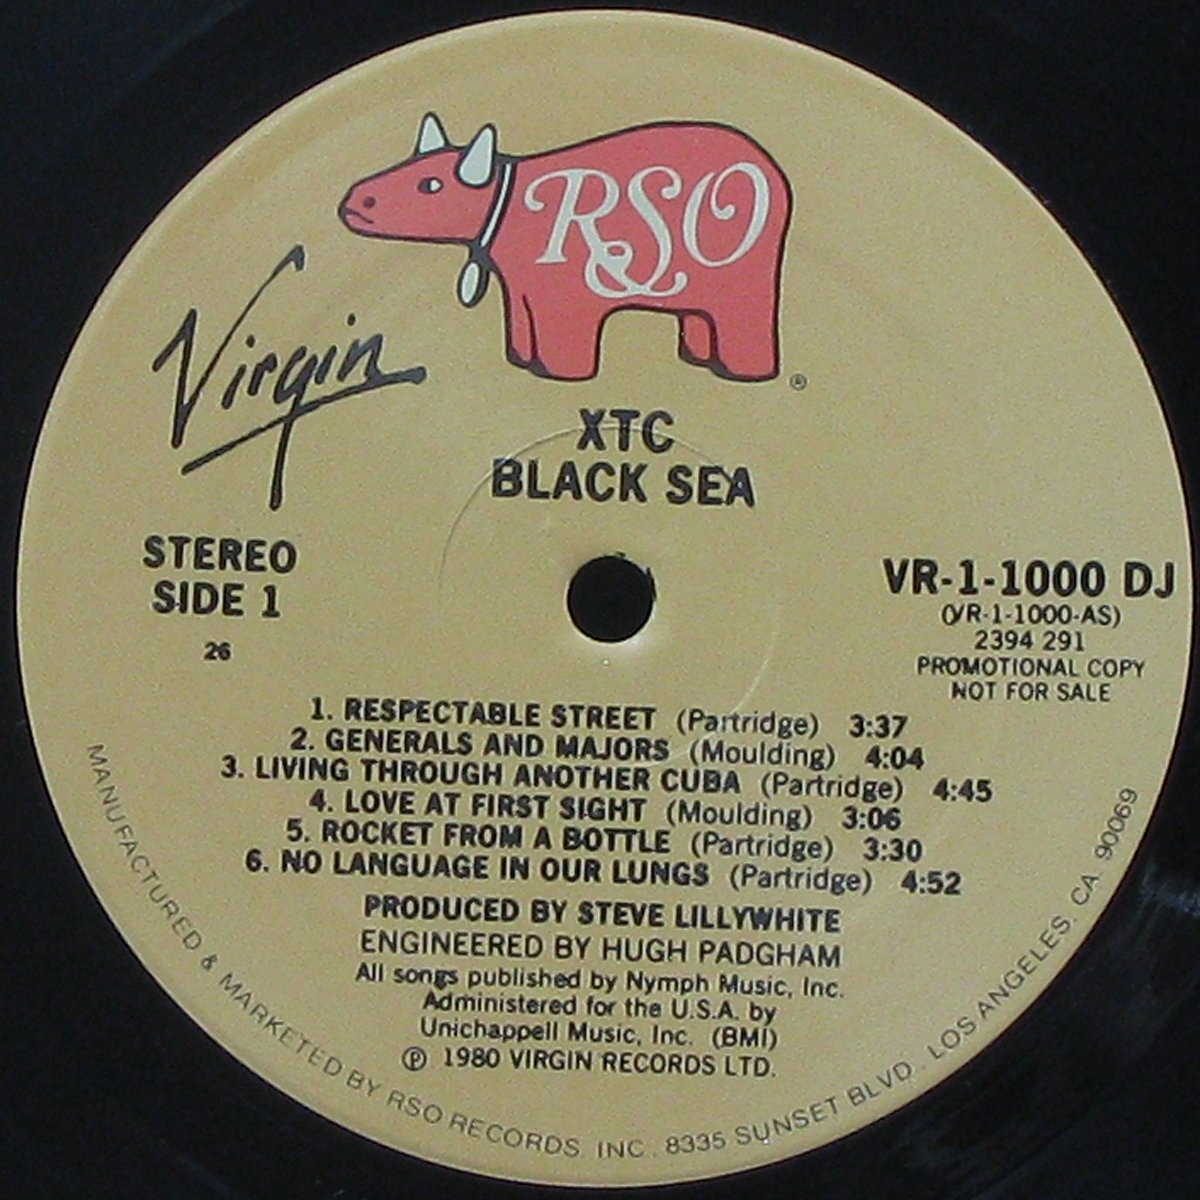 RSO
®
Virgin
XTC
BLACK SEA
STEREO
SIDE 1
26
VR-1-1000 DJ
(VR-1-1000-AS)
2394 291
PROMOTIONAL COPY
NOT FOR SALE
1. RESPECTABLE STREET (Partridge) 3:37
2. GENERALS AND MAJORS (Moulding) 4:04
3. LIVING THROUGH ANOTHER CUBA (Partridge) 4:45
4. LOVE AT FIRST SIGHT (Moulding) 3:06
5. ROCKET FROM A BOTTLE (Partridge) 3:30
6. NO LANGUAGE IN OUR LUNGS (Partridge) 4:52
PRODUCED BY STEVE LILLYWHITE
ENGINEERED BY HUGH PADGHAM
All songs published by Nymph Music, Inc.
Administered for the U.S.A. by
Unichappell Music, Inc. (BMI)
℗ 1980 VIRGIN RECORDS LTD.
MANUFACTURED & MARKETED BY RSO RECORDS, INC. 8335 SUNSET BLVD. LOS ANGELES, CA. 90069